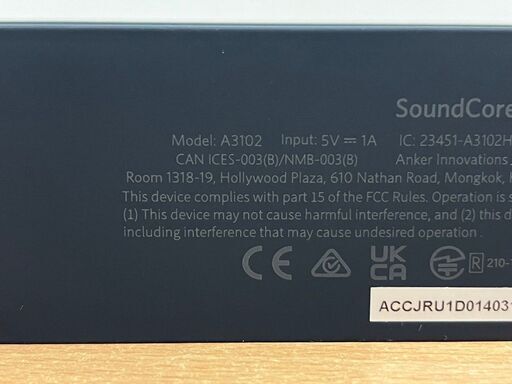 SoundCore
Model: A3102 Input: 5V⎓1A IC: 23451-A3102H
CAN ICES-003(B)/NMB-003(B) Anker Innovations
Room 1318-19, Hollywood Plaza, 610 Nathan Road, Mongkok,
This device complies with part 15 of the FCC Rules. Operation is s
(1) This device may not cause harmful interference, and (2) this d
including interference that may cause undesired operation.
CE UK CA R 210-1
ACCJRU1D01403